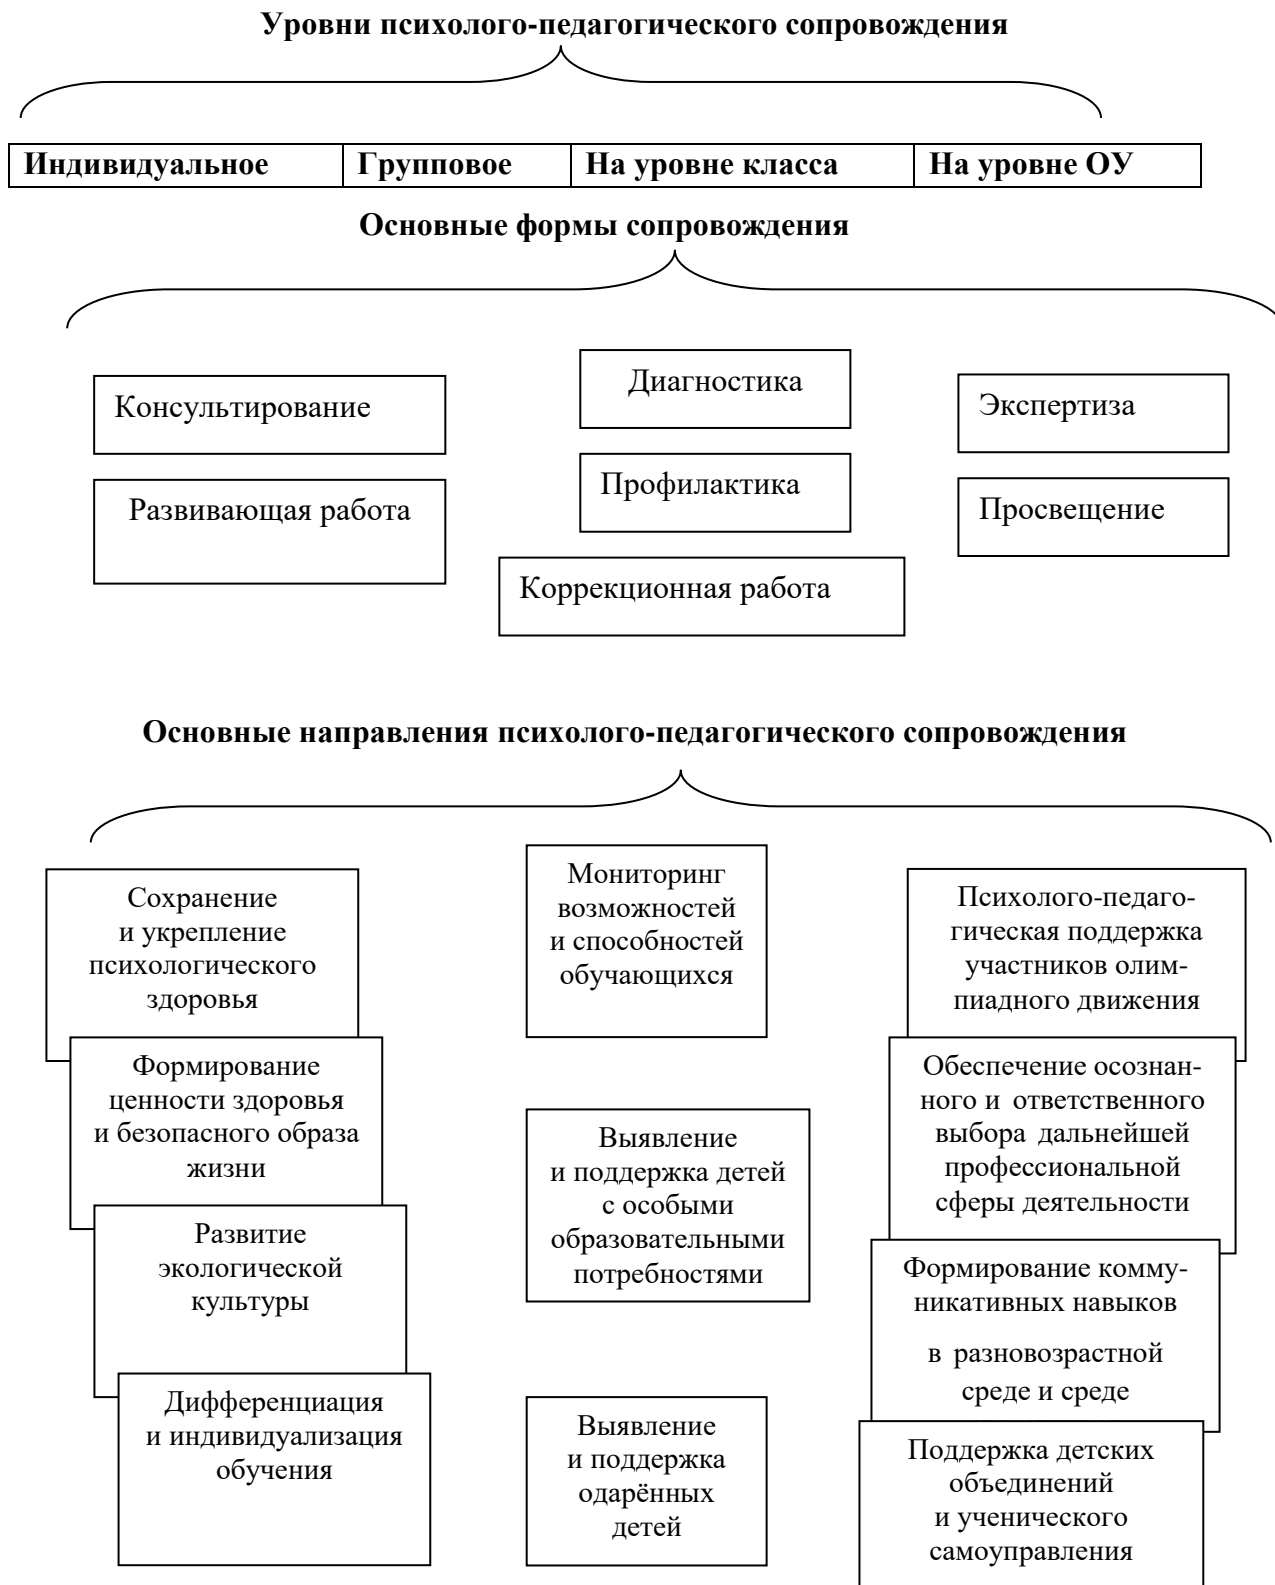 Уровни психолого-педагогического сопровождения
Индивидуальное Групповое На уровне класса На уровне ОУ
Основные формы сопровождения
Консультирование
Развивающая работа
Диагностика
Профилактика
Коррекционная работа
Экспертиза
Просвещение
Основные направления психолого-педагогического сопровождения
Сохранение
и укрепление
психологического
здоровья
Формирование
ценности здоровья
и безопасного образа
жизни
Развитие
экологической
культуры
Дифференциация
и индивидуализация
обучения
Мониторинг
возможностей
и способностей
обучающихся
Выявление
и поддержка детей
с особыми
образовательными
потребностями
Выявление
и поддержка
одарённых
детей
Психолого-педаго-
гическая поддержка
участников олим-
пиадного движения
Обеспечение осознан-
ного и ответственного
выбора дальнейшей
профессиональной
сферы деятельности
Формирование комму-
никативных навыков
в разновозрастной
среде и среде
Поддержка детских
объединений
и ученического
самоуправления